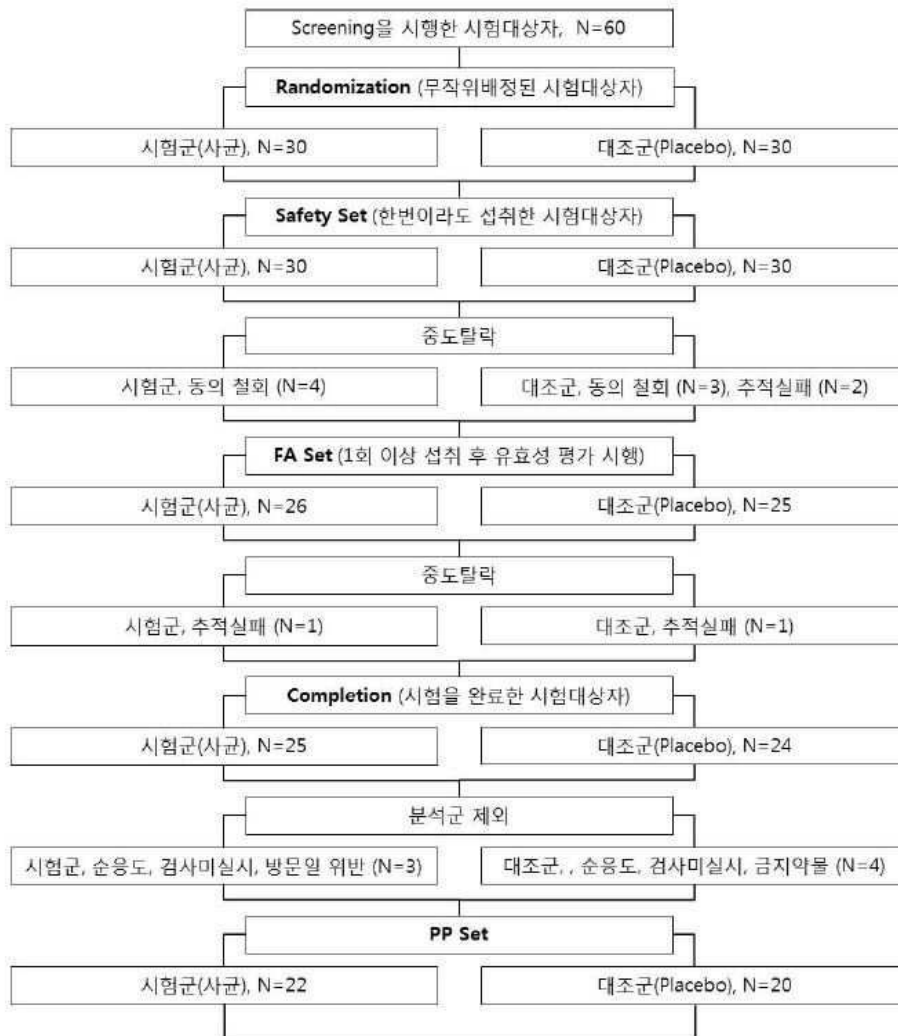 Screening을 시행한 시험대상자, N=60
Randomization (무작위배정된 시험대상자)
시험군(사균), N=30
대조군(Placebo), N=30
Safety Set (한번이라도 섭취한 시험대상자)
시험군(사균), N=30
대조군(Placebo), N=30
중도탈락
시험군, 동의 철회 (N=4)
대조군, 동의 철회 (N=3), 추적실패 (N=2)
FA Set (1회 이상 섭취 후 유효성 평가 시행)
시험군(사균), N=26
대조군(Placebo), N=25
중도탈락
시험군, 추적실패 (N=1)
대조군, 추적실패 (N=1)
Completion (시험을 완료한 시험대상자)
시험군(사균), N=25
대조군(Placebo), N=24
분석군 제외
시험군, 순응도, 검사미실시, 방문일 위반 (N=3)
대조군, , 순응도, 검사미실시, 금지약물 (N=4)
PP Set
시험군(사균), N=22
대조군(Placebo), N=20